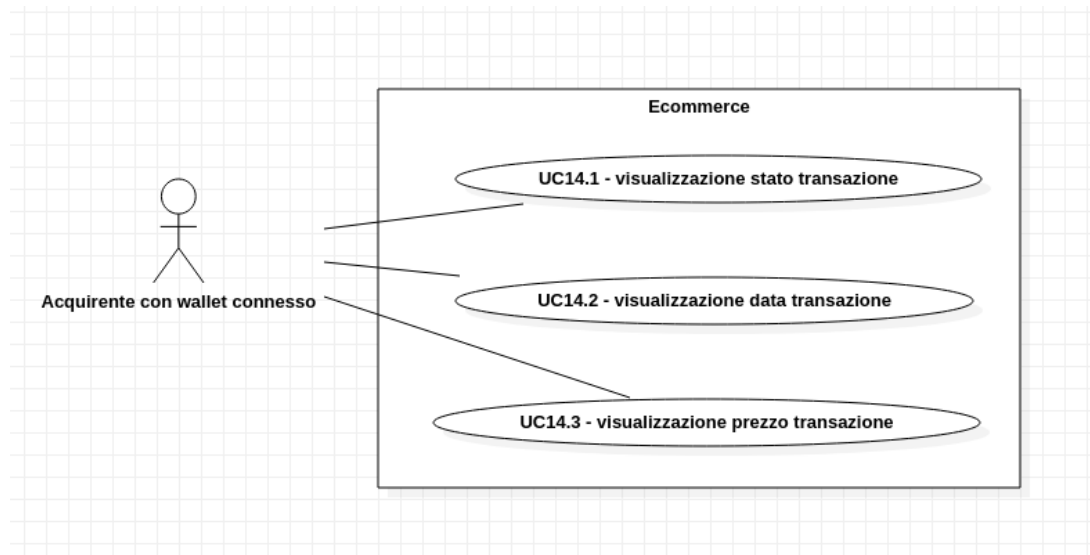 Ecommerce
UC14.1 - visualizzazione stato transazione
UC14.2 - visualizzazione data transazione
Acquirente con wallet connesso
UC14.3 - visualizzazione prezzo transazione